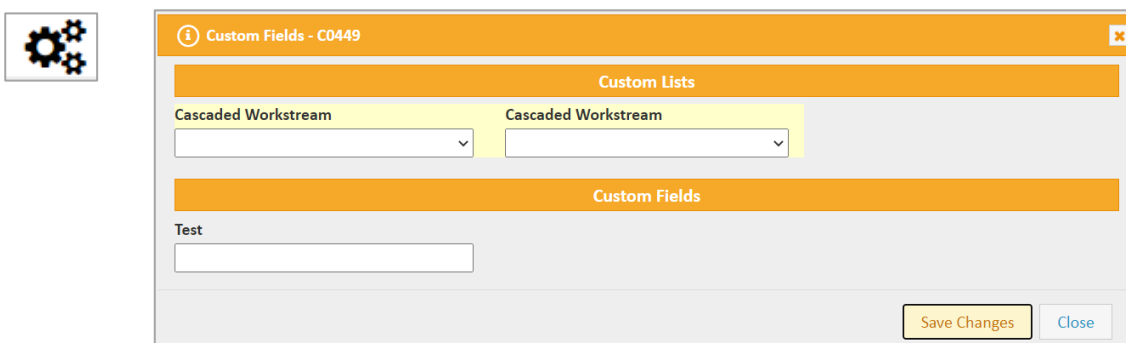 Custom Fields - C0449
Custom Lists
Cascaded Workstream Cascaded Workstream
Custom Fields
Test
Save Changes Close